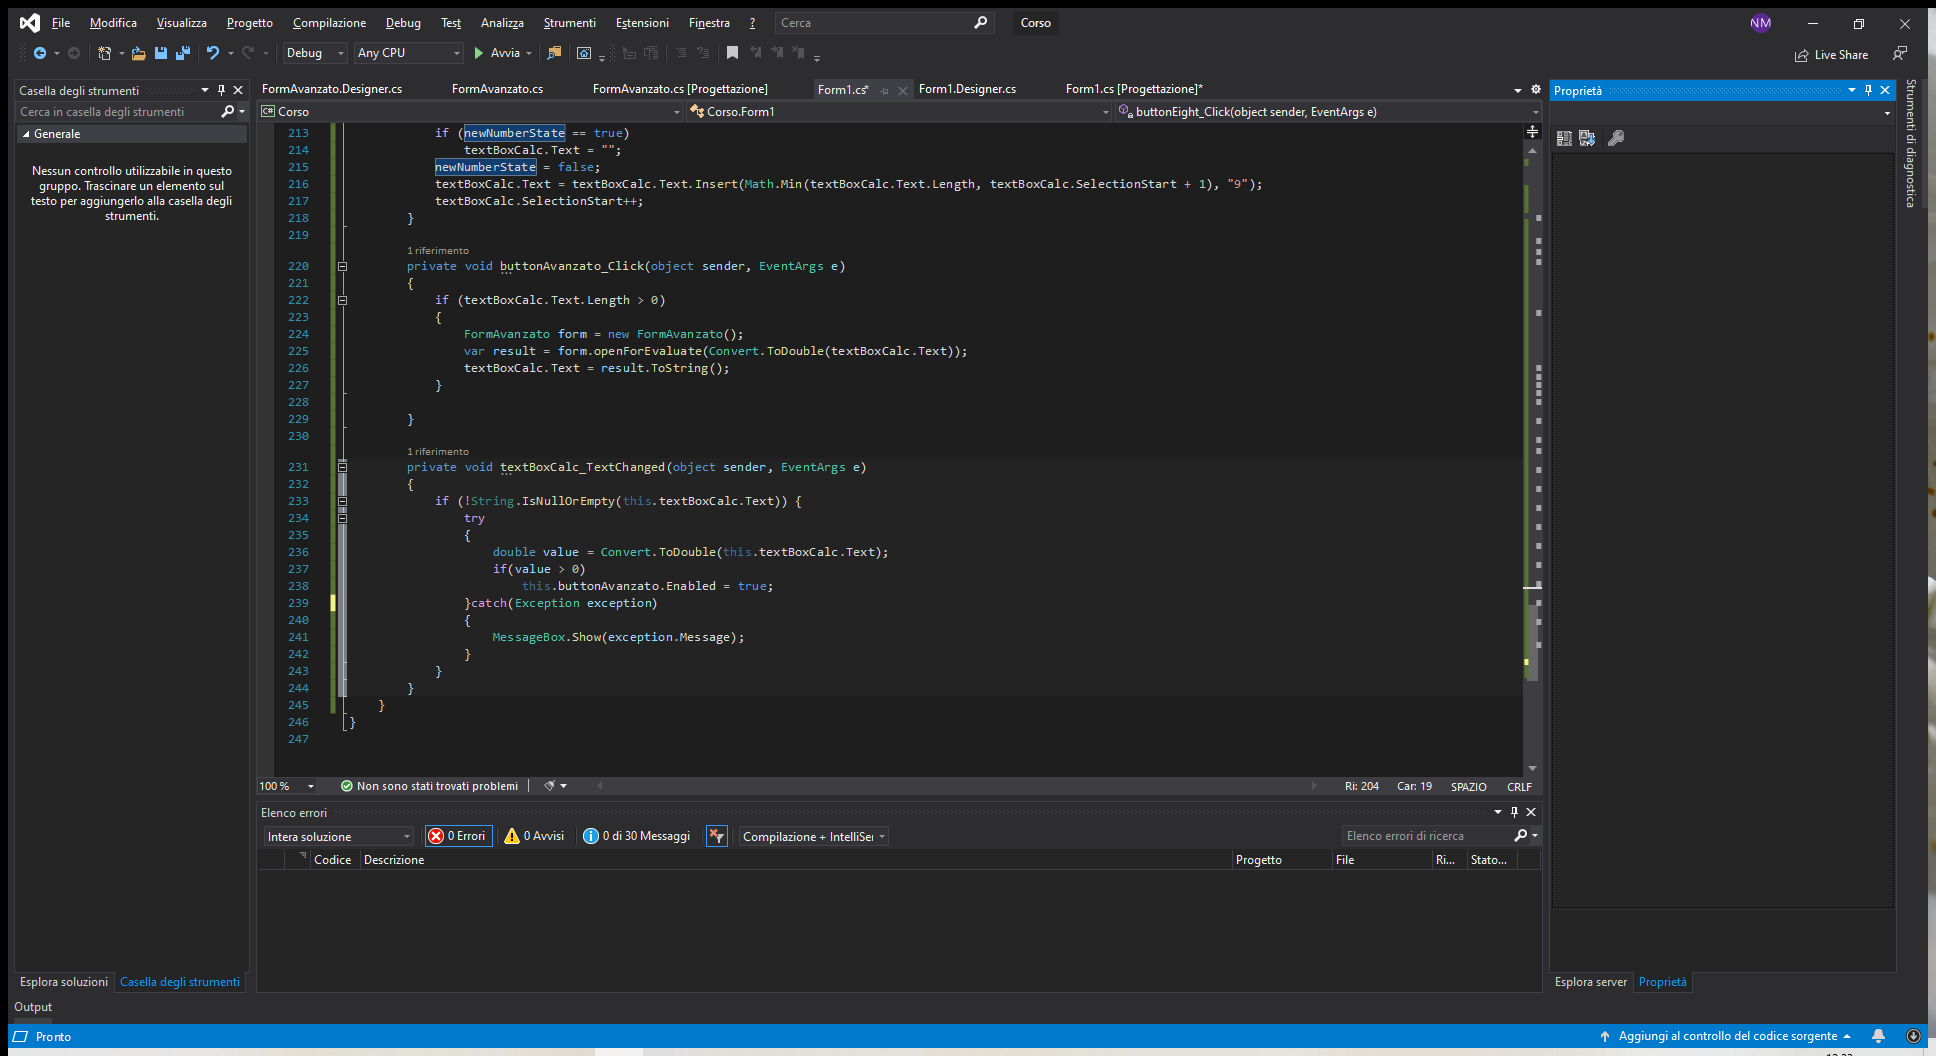 File Modifica Visualizza Progetto Compilazione Debug Test Analizza Strumenti Estensioni Finestra ? Cerca Corso NM
Debug Any CPU Avvia Live Share
Casella degli strumenti
Cerca in casella degli strumenti
Generale
Nessun controllo utilizzabile in questo
gruppo. Trascinare un elemento sul
testo per aggiungerlo alla casella degli
strumenti.
FormAvanzato.Designer.cs FormAvanzato.cs FormAvanzato.cs [Progettazione] Form1.cs* Form1.Designer.cs Form1.cs [Progettazione]*
C# Corso Corso.Form1 buttonEight_Click(object sender, EventArgs e)
213 if (newNumberState == true)
214 textBoxCalc.Text = "";
215 newNumberState = false;
216 textBoxCalc.Text = textBoxCalc.Text.Insert(Math.Min(textBoxCalc.Text.Length, textBoxCalc.SelectionStart + 1), "9");
217 textBoxCalc.SelectionStart++;
218 }
219
1 riferimento
220 private void buttonAvanzato_Click(object sender, EventArgs e)
221 {
222 if (textBoxCalc.Text.Length > 0)
223 {
224 FormAvanzato form = new FormAvanzato();
225 var result = form.openForEvaluate(Convert.ToDouble(textBoxCalc.Text));
226 textBoxCalc.Text = result.ToString();
227 }
228
229 }
230
1 riferimento
231 private void textBoxCalc_TextChanged(object sender, EventArgs e)
232 {
233 if (!String.IsNullOrEmpty(this.textBoxCalc.Text)) {
234 try
235 {
236 double value = Convert.ToDouble(this.textBoxCalc.Text);
237 if(value > 0)
238 this.buttonAvanzato.Enabled = true;
239 }catch(Exception exception)
240 {
241 MessageBox.Show(exception.Message);
242 }
243 }
244 }
245 }
246 }
247
100 % Non sono stati trovati problemi Ri: 204 Car: 19 SPAZIO CRLF
Elenco errori
Intera soluzione 0 Errori 0 Avvisi 0 di 30 Messaggi Compilazione + IntelliSei Elenco errori di ricerca
Codice Descrizione Progetto File Ri... Stato...
Proprietà
Strumenti di diagnostica
Esplora soluzioni Casella degli strumenti
Esplora server Proprietà
Output
Pronto Aggiungi al controllo del codice sorgente